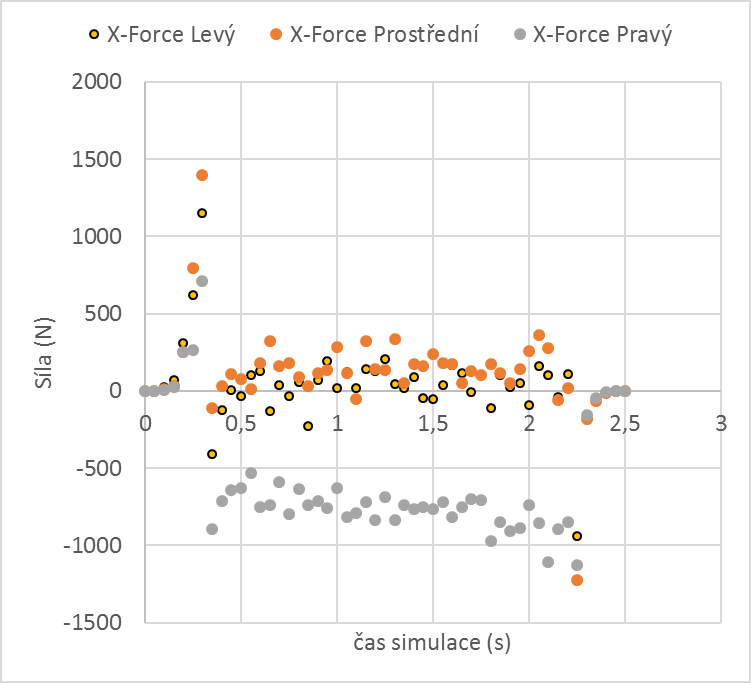 X-Force Levý X-Force Prostřední X-Force Pravý
2000
1500
1000
500
0
0 0,5 1 1,5 2 2,5 3
-500
-1000
-1500
Síla (N)
čas simulace (s)